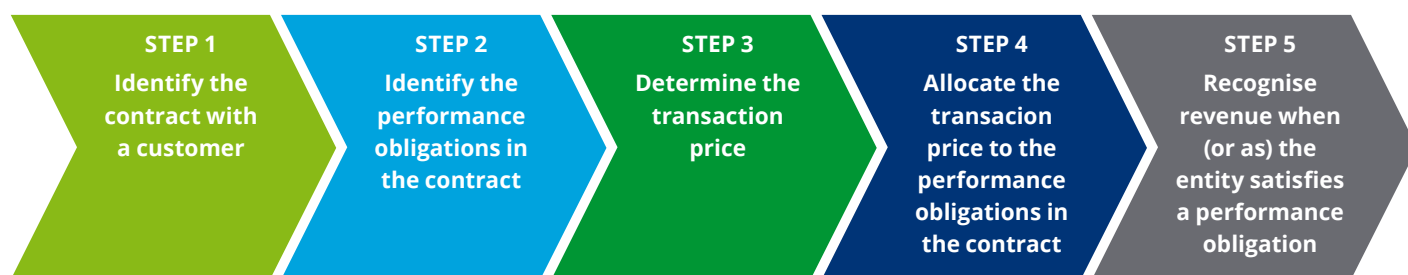 STEP 1
Identify the
contract with
a customer
STEP 2
Identify the
performance
obligations in
the contract
STEP 3
Determine the
transaction
price
STEP 4
Allocate the
transacion
price to the
performance
obligations in
the contract
STEP 5
Recognise
revenue when
(or as) the
entity satisfies
a performance
obligation